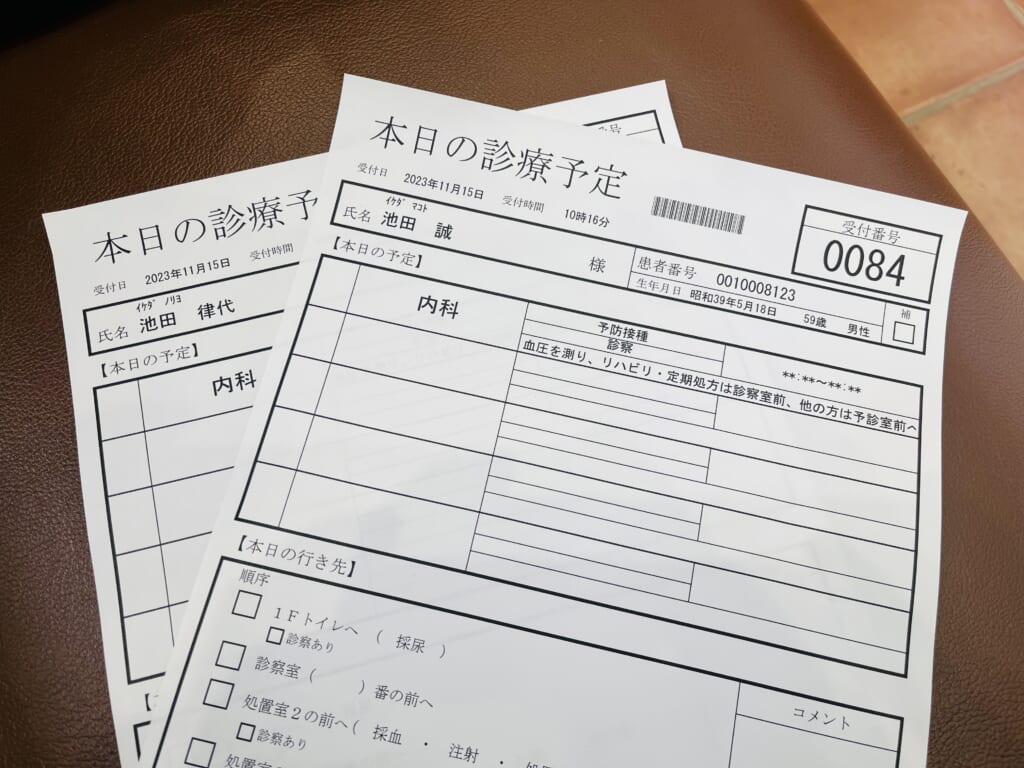 本日の診療予定
受付日 2023年11月15日 受付時間 10時16分
受付番号
0084
イケダ マコト
氏名 池田 誠 様
患者番号 0010008123
生年月日 昭和39年5月18日 59歳 男性
補
【本日の予定】
内科
予防接種
診察
**:**～**:**
血圧を測り、リハビリ・定期処方は診察室前、他の方は予診室前へ
【本日の行き先】
順序
1Fトイレへ ( 採尿 )
診察あり
診察室( )番の前へ
処置室2の前へ( 採血 ・ 注射 ・
診察あり
処置室
コメント
本日の診療予
受付日 2023年11月15日 受付時間
イケダ ノリヨ
氏名 池田 律代
【本日の予定】
内科